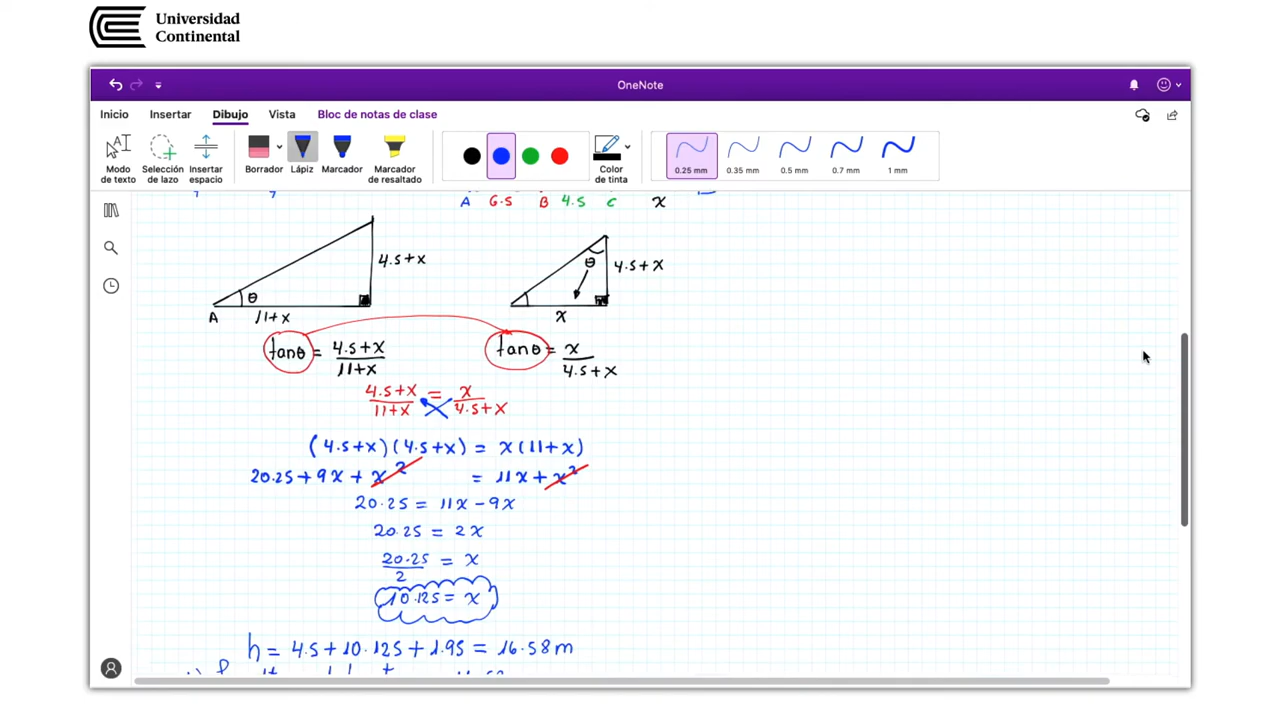 Universidad
Continental
OneNote
Inicio Insertar Dibujo Vista Bloc de notas de clase
Modo de texto
Selección de lazo
Insertar espacio
Borrador
Lápiz
Marcador
Marcador de resaltado
Color de tinta
0.25 mm 0.35 mm 0.5 mm 0.7 mm 1 mm
A 6.5 B 4.5 C x
4.5+x
θ
A 11+x
θ 4.5+x
x
tanθ = 4.5+x / 11+x
tanθ = x / 4.5+x
4.5+x / 11+x = x / 4.5+x
(4.5+x)(4.5+x) = x(11+x)
20.25+9x+x² = 11x+x²
20.25 = 11x-9x
20.25 = 2x
20.25 / 2 = x
10.125 = x
h = 4.5+10.125+1.95 = 16.58m